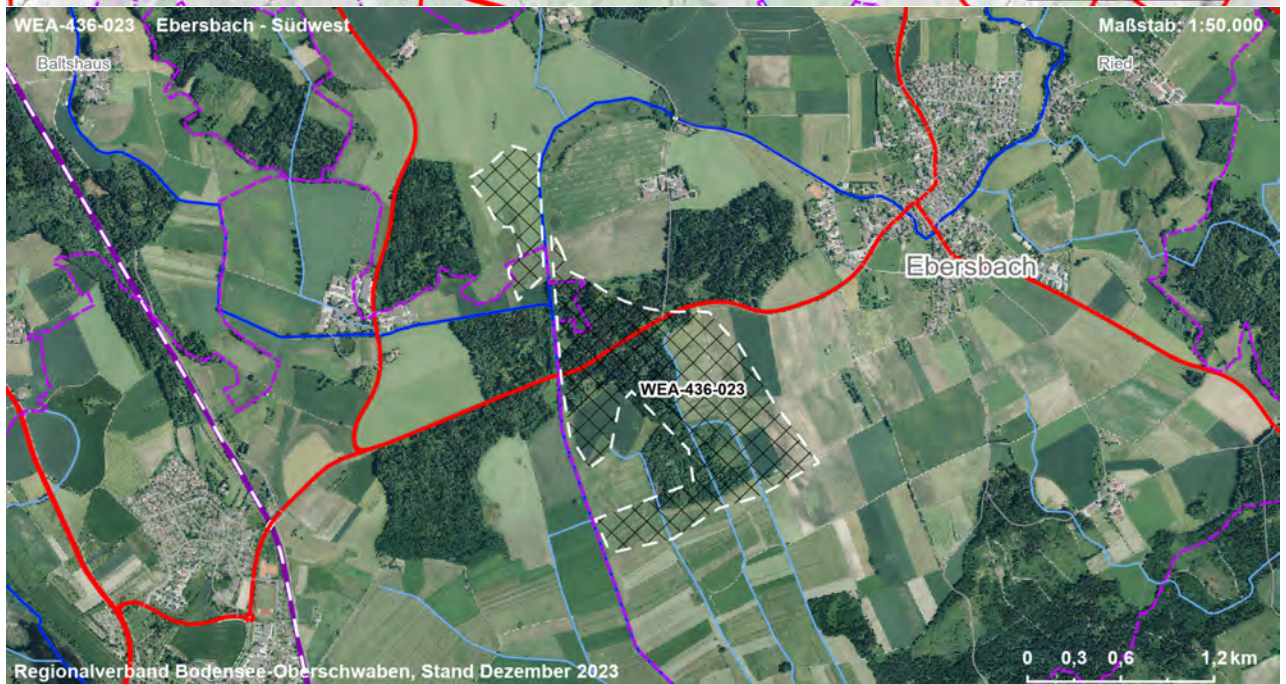 WEA-436-023 Ebersbach - Südwest
Maßstab: 1:50.000
Baltshaus
Ried
Ebersbach
WEA-436-023
Regionalverband Bodensee-Oberschwaben, Stand Dezember 2023
0 0,3 0,6 1,2 km